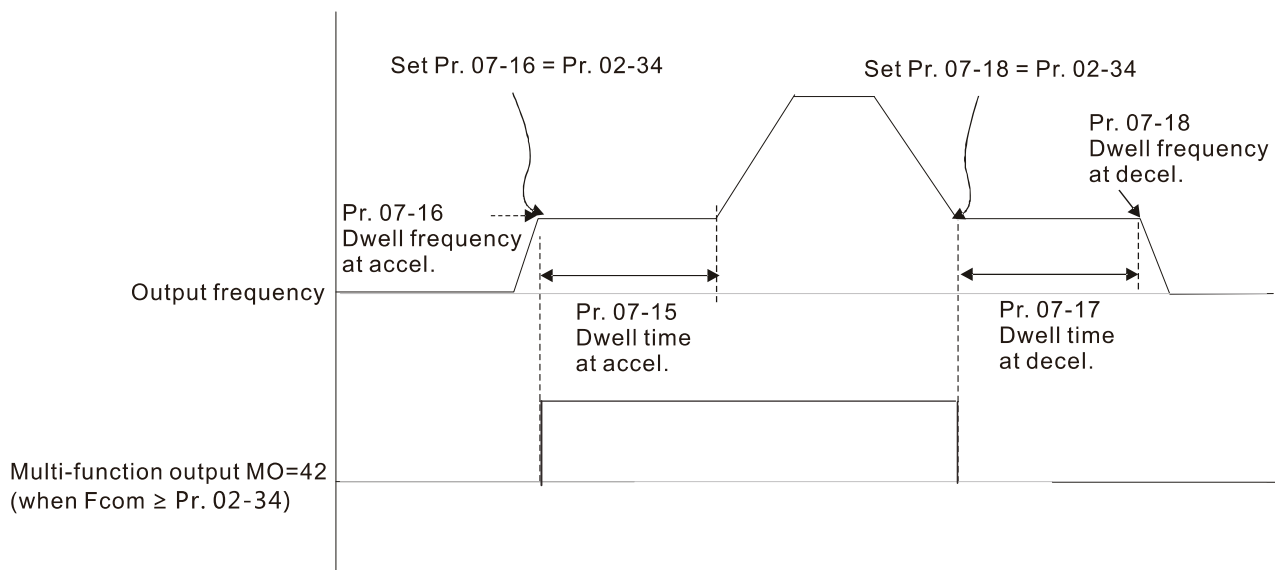 Set Pr. 07-16 = Pr. 02-34
Set Pr. 07-18 = Pr. 02-34
Pr. 07-18
Dwell frequency
at decel.
Pr. 07-16
Dwell frequency
at accel.
Output frequency
Pr. 07-15
Dwell time
at accel.
Pr. 07-17
Dwell time
at decel.
Multi-function output MO=42
(when Fcom ≥ Pr. 02-34)